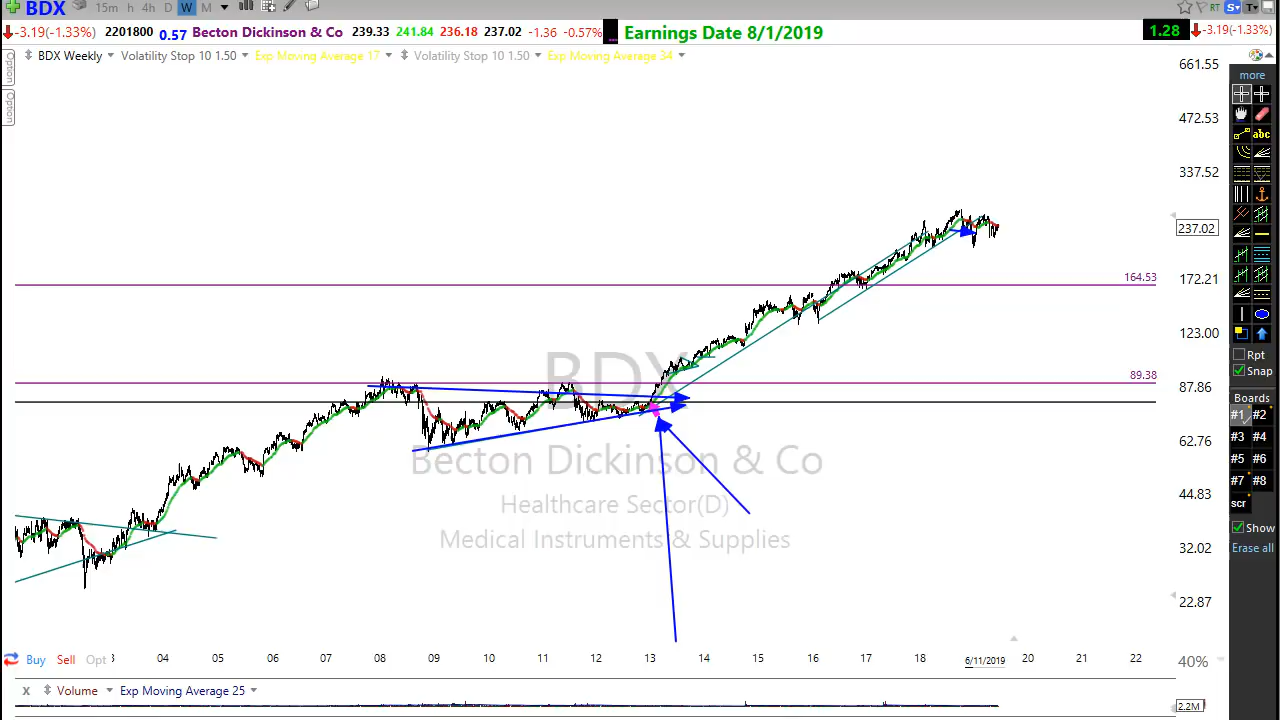 BDX 15m h 4h D W M RT S T
-3.19(-1.33%) 2201800 0.57 Becton Dickinson & Co 239.33 241.84 236.18 237.02 -1.36 -0.57% Earnings Date 8/1/2019 1.28 -3.19(-1.33%)
BDX Weekly Volatility Stop 10 1.50 Exp Moving Average 17 Volatility Stop 10 1.50 Exp Moving Average 34
Option
Option
661.55
472.53
337.52
237.02
172.21
123.00
87.86
62.76
44.83
32.02
22.87
164.53
89.38
BDX
Becton Dickinson & Co
Healthcare Sector(D)
Medical Instruments & Supplies
more
abc
Rpt
Snap
Boards
#1 #2
#3 #4
#5 #6
#7 #8
scr
Show
Erase all
Buy Sell Opt 04 05 06 07 08 09 10 11 12 13 14 15 16 17 18 6/11/2019 20 21 22 40%
x Volume Exp Moving Average 25
2.2M